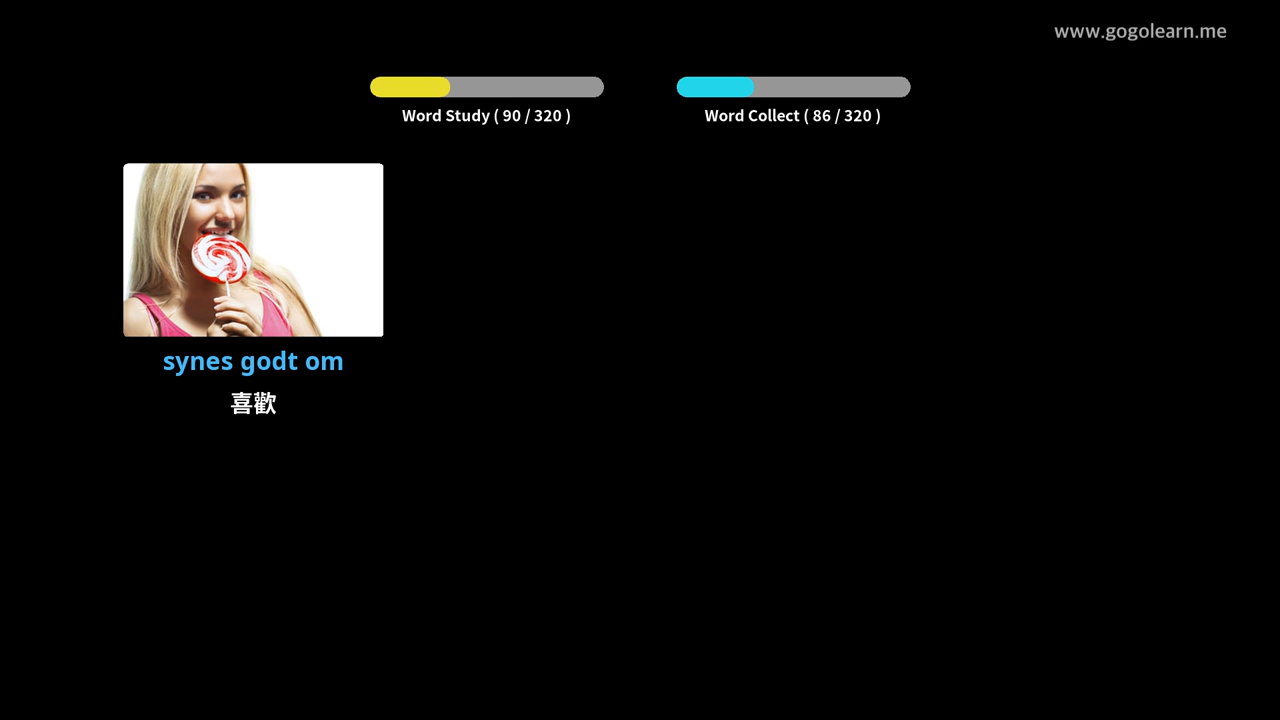 www.gogolearn.me
Word Study ( 90 / 320 )
Word Collect ( 86 / 320 )
synes godt om
喜歡